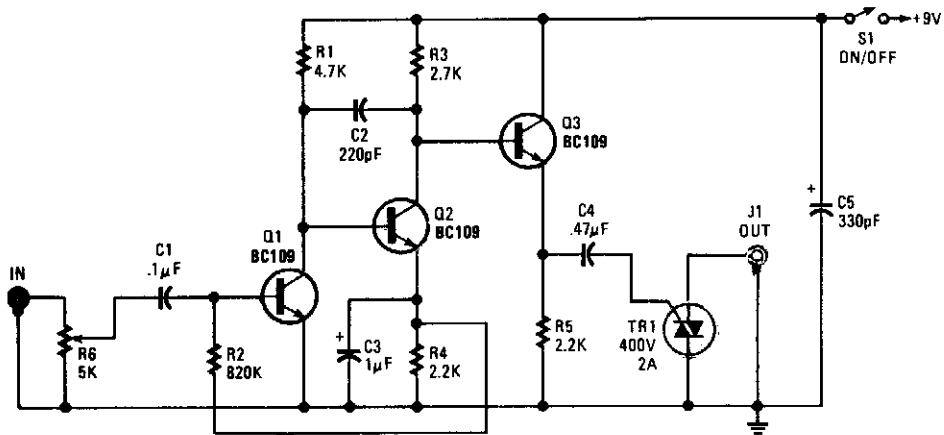 +9V
S1
ON/OFF
R1
4.7K
R3
2.7K
C2
220pF
Q3
BC109
Q2
BC109
C4
.47µF
J1
OUT
C5
330pF
+
Q1
BC109
C1
.1µF
IN
R6
5K
R2
820K
+
C3
1µF
R4
2.2K
R5
2.2K
TR1
400V
2A